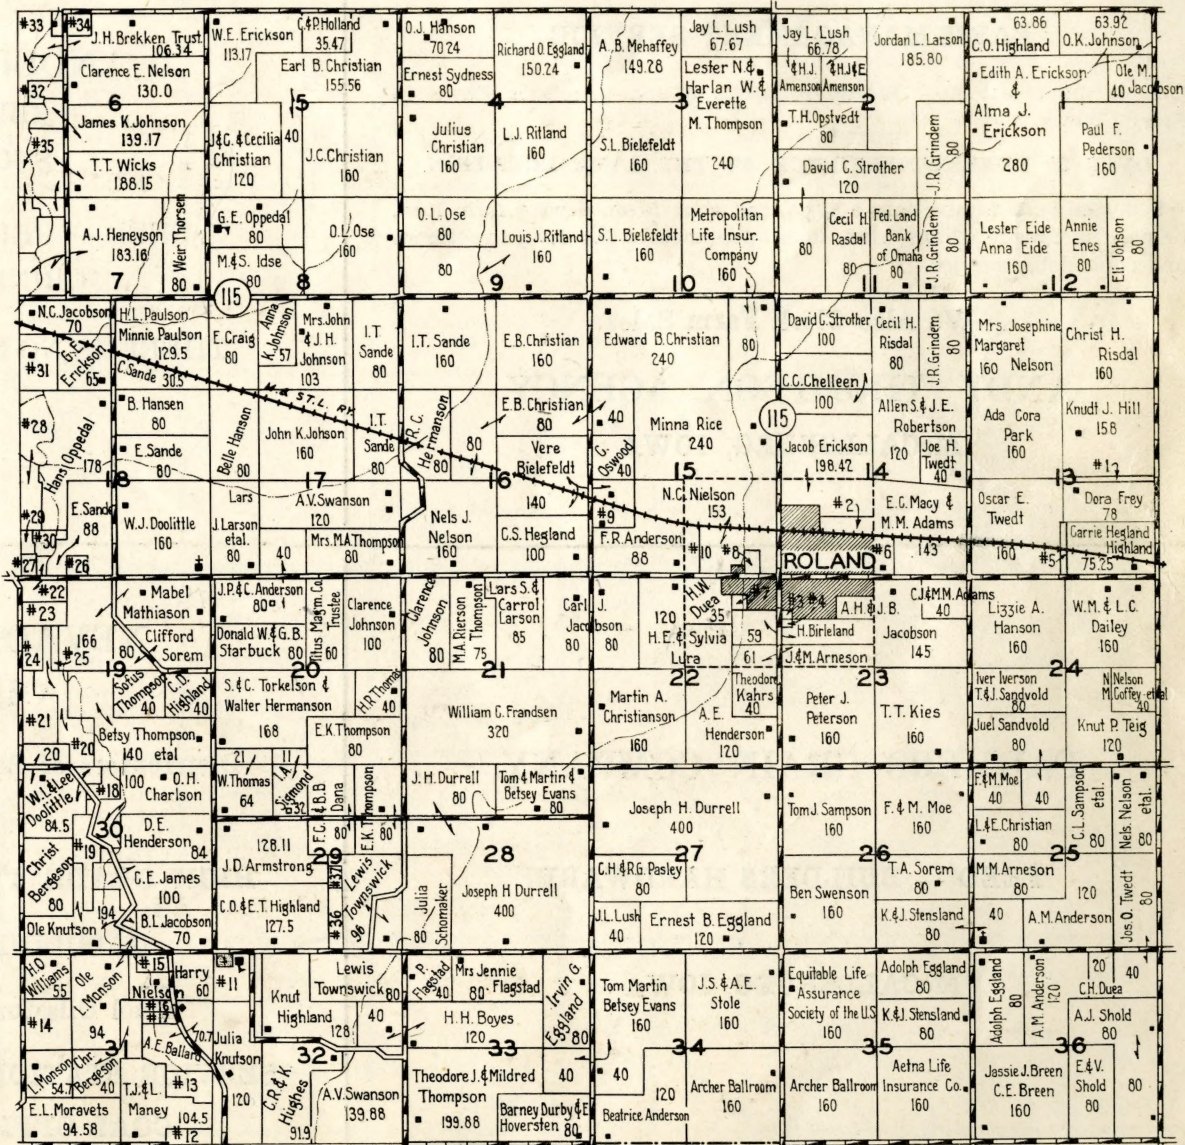 #33
#34
J.H. Brekken Trust
106.34
W.E. Erickson
113.17
C.&P. Holland
35.47
O.J. Hanson
70.24
Richard O. Eggland
150.24
A.B. Mehaffey
149.28
Jay L. Lush
67.67
Jay L. Lush
66.78
Jordan L. Larson
185.80
63.86
C.O. Highland
63.92
O.K. Johnson
#32
Clarence E. Nelson
130.0
6
Earl B. Christian
155.56
5
Ernest Sydness
80
4
Lester N.&
Harlan W.&
Everette
M. Thompson
240
3
&H.J.
Amenson
&H.J.&E
Amenson
2
Edith A. Erickson
&
Alma J.
Erickson
280
Ole M.
Jacobson
40
1
#35
James K. Johnson
139.17
T.T. Wicks
188.15
J.&G. & Cecilia
Christian
120
40
J.C. Christian
160
Julius
Christian
160
L.J. Ritland
160
S.L. Bielefeldt
160
T.H. Opstvedt
80
David C. Strother
120
J.R. Grindem
80
Paul F.
Pederson
160
A.J. Heneyson
183.16
7
Weir Thorsen
80
G.E. Oppedal
80
M.&S. Idse
80
O.L. Ose
160
8
O.L. Ose
80
80
Louis J. Ritland
160
9
S.L. Bielefeldt
160
10
Metropolitan
Life Insur.
Company
160
80
Cecil H.
Rasdal
80
11
Fed. Land
Bank
of Omaha
80
J.R. Grindem
80
Lester Eide
Anna Eide
160
Annie
Enes
80
12
Eli Johson
80
115
N.C. Jacobson
70
H.L. Paulson
Minnie Paulson
129.5
G.E.
Erickson
65
#31
C. Sande 30.5
E. Craig
80
Anna
K. Johnson
57
Mrs. John
& J.H.
Johnson
103
I.T.
Sande
80
I.T. Sande
160
E.B. Christian
160
Edward B. Christian
240
80
David C. Strother
100
Cecil H.
Risdal
80
J.R. Grindem
80
Mrs. Josephine
Margaret
160 Nelson
Christ H.
Risdal
160
M. & ST. L. RY.
#28
Hans Oppedal
178
B. Hansen
80
E. Sande
80
18
Belle Hanson
80
John K. Johson
160
17
I.T.
Sande
80
R.C.
Hermanson
80
80
E.B. Christian
80
Vere
Bielefeldt
140
16
40
G.
Oswood
40
Minna Rice
240
15
115
C.C. Chelleen
100
Jacob Erickson
198.42
Allen S. & J.E.
Robertson
120
Joe H.
Twedt
40
14
Ada Cora
Park
160
Knudt J. Hill
158
#1
13
#29
#30
#27
#26
E. Sande
88
W.J. Doolittle
160
Lars
J. Larson
etal.
80
A.V. Swanson
120
40
Mrs. M.A. Thompson
80
Nels J.
Nelson
160
C.S. Hegland
100
#9
F.R. Anderson
88
N.C. Nielson
153
#10
#8
#2
ROLAND
E.G. Macy &
M.M. Adams
143
#6
Oscar E.
Twedt
160
Dora Frey
78
Carrie Hegland
Highland
75.25
#5
#22
#23
#24
166
#25
Mabel
Mathiason
80
Clifford
Sorem
19
J.P.&C. Anderson
80
Donald W.&G.B.
Starbuck 80
Titus Magtm. Co.
Trustee
60
Clarence
Johnson
100
20
Clarence
Johnson
80
M.A. Rierson
Thompson
75
Lars S.&
Carrol
Larson
85
Carl
Jacobson
80
21
J.
80
120
H.W.
Duea
35
H.E. & Sylvia
Lura
59
61
22
#3
#4
H. Birleland
J.&M. Arneson
A.H.& J.B.
Jacobson
145
C.J.&M.M. Adams
40
23
Lizzie A.
Hanson
160
W.M.& L.C.
Dailey
160
24
#21
#20
20
Sofus
Thompson
40
C.D.
Highland
40
Betsy Thompson
140 etal
S.&C. Torkelson &
Walter Hermanson
168
H.R. Thomas
40
E.K. Thompson
80
William C. Frandsen
320
Martin A.
Christianson
160
Theodore
Kahrs
40
A.E.
Henderson
120
Peter J.
Peterson
160
T.T. Kies
160
Iver Iverson
T.&J. Sandvold
80
N. Nelson
M. Coffey etal
40
Juel Sandvold
80
Knut P. Teig
120
W.I.& Lee
Doolittle
84.5
#18
100
O.H.
Charlson
30
21
11
W. Thomas
64
I.A.
Sigmond
32
F.C.& B.B
Dana
80
E.K. Thompson
80
J.H. Durrell
80
Tom & Martin &
Betsey Evans
80
Joseph H. Durrell
400
27
Tom J. Sampson
160
F.& M. Moe
160
26
F.&M. Moe
40
40
L.&E. Christian
80
C.L. Sampson
etal.
80
Nels. Nelson
etal.
80
25
Christ
Bergeson
80
#19
D.E.
Henderson
84
C.E. James
100
194
Ole Knutson
B.L. Jacobson
70
128.11
J.D. Armstrong
29
C.O.& E.T. Highland
127.5
#37
#36
Lewis
Townswick
96
28
Julia
Schomaker
80
Joseph H Durrell
400
C.H.&R.G. Pasley
80
J.L. Lush
40
Ernest B. Eggland
120
Ben Swenson
160
T.A. Sorem
80
K.&J. Stensland
80
M.M. Arneson
80
120
40
A.M. Anderson
Jos. O. Twedt
80
H.O
Williams
55
Ole
L. Monson
94
#14
#15
Harry
60
Nielson
#16
#17
#11
70.7
Julia
Knutson
120
Knut
Highland
128
Lewis
Townswick
80
40
P.
Flagstad
40
Mrs Jennie
Flagstad
80
H.H. Boyes
120
Irvin G.
Eggland
80
Tom Martin
Betsey Evans
160
J.S.& A.E.
Stole
160
Equitable Life
Assurance
Society of the U.S
160
Adolph Eggland
80
K.&J. Stensland
80
Adolph Eggland
80
A.M. Anderson
120
20
40
C.H. Duea
A.J. Shold
80
31
32
33
34
35
36
L. Monson
54.7
Chr.
Bergeson
40
A.E. Ballard
#13
T.J.& L.
Maney
104.5
#12
E.L. Moravets
94.58
C.R.& K
Hughes
91.9
A.V. Swanson
139.88
Theodore J.& Mildred
Thompson
199.88
40
Barney Durby & E
Hoversten 80
40
120
Beatrice Anderson
Archer Ballroom
160
Archer Ballroom
160
Aetna Life
Insurance Co.
160
Jassie J. Breen
C.E. Breen
160
E.&V.
Shold
80
80